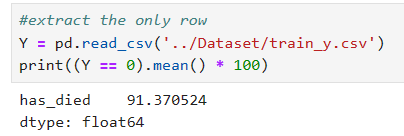 #extract the only row
Y = pd.read_csv('../Dataset/train_y.csv')
print((Y == 0).mean() * 100)
has_died    91.370524
dtype: float64